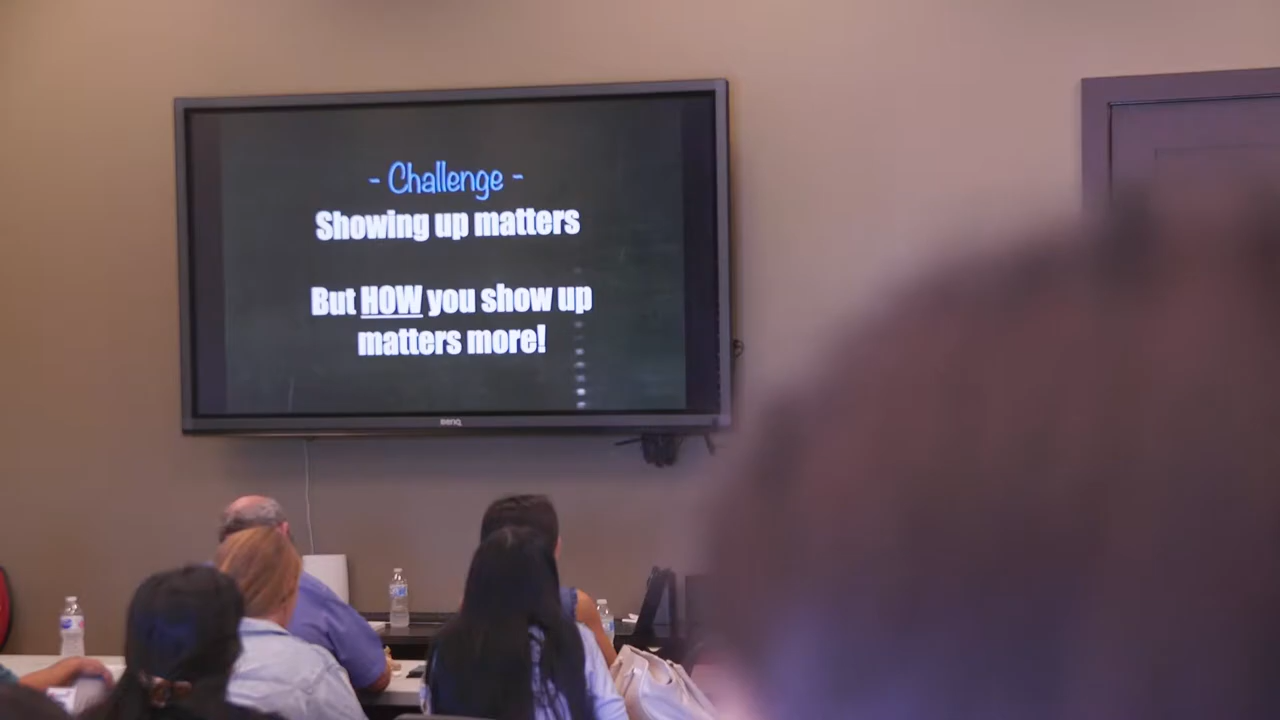 - Challenge -
Showing up matters
But HOW you show up
matters more!
BenQ